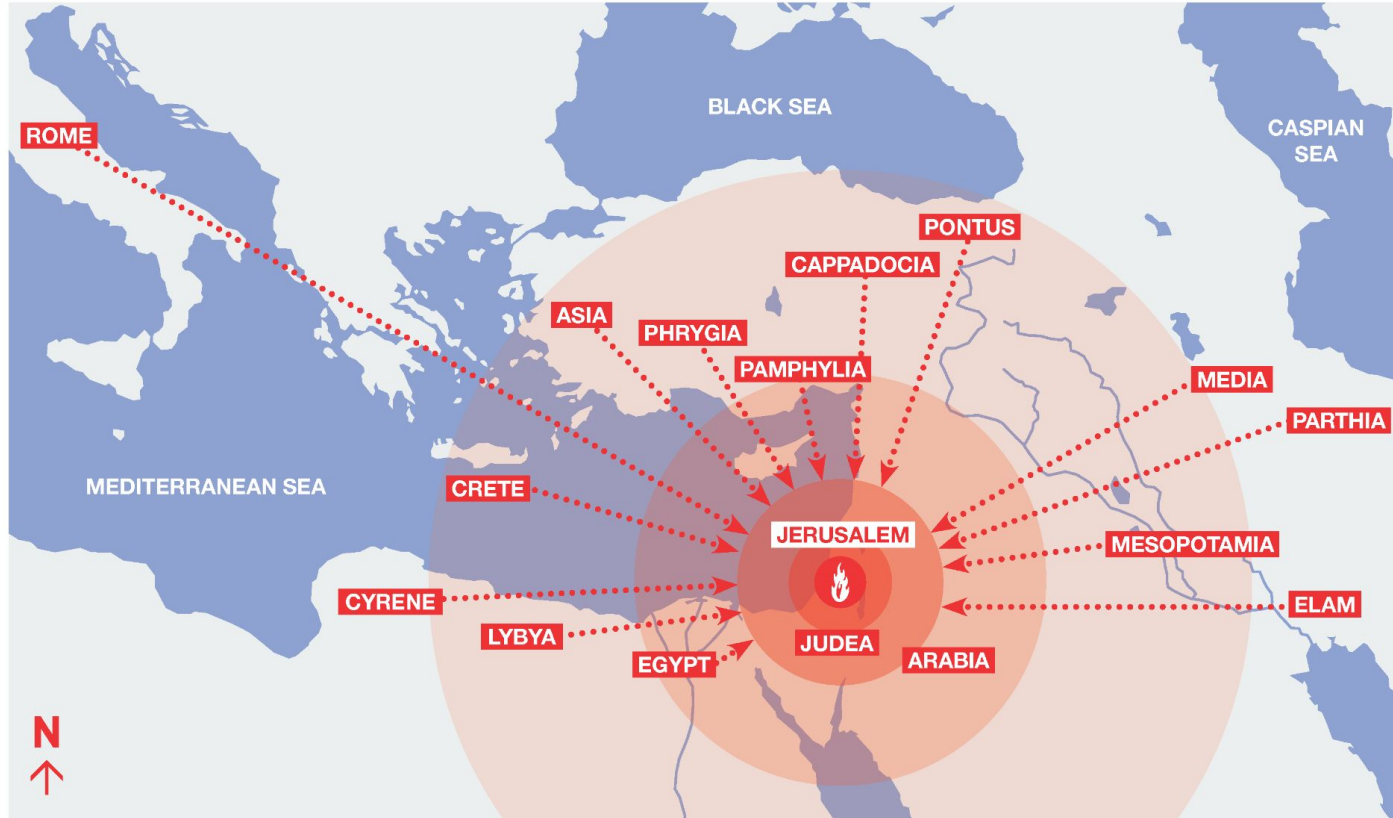 BLACK SEA
CASPIAN
SEA
ROME
PONTUS
CAPPADOCIA
ASIA
PHRYGIA
PAMPHYLIA
MEDIA
PARTHIA
MEDITERRANEAN SEA
CRETE
JERUSALEM
MESOPOTAMIA
CYRENE
ELAM
LYBYA
JUDEA
EGYPT
ARABIA
N